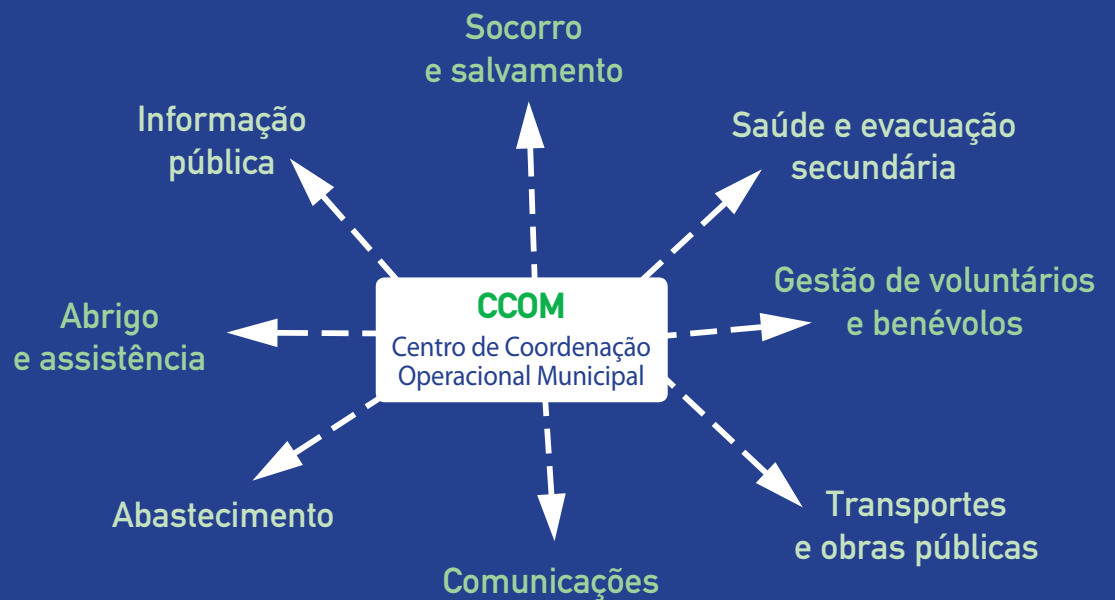 Socorro
e salvamento
Informação
pública
Saúde e evacuação
secundária
Abrigo
e assistência
CCOM
Centro de Coordenação
Operacional Municipal
Gestão de voluntários
e benévolos
Abastecimento
Transportes
e obras públicas
Comunicações